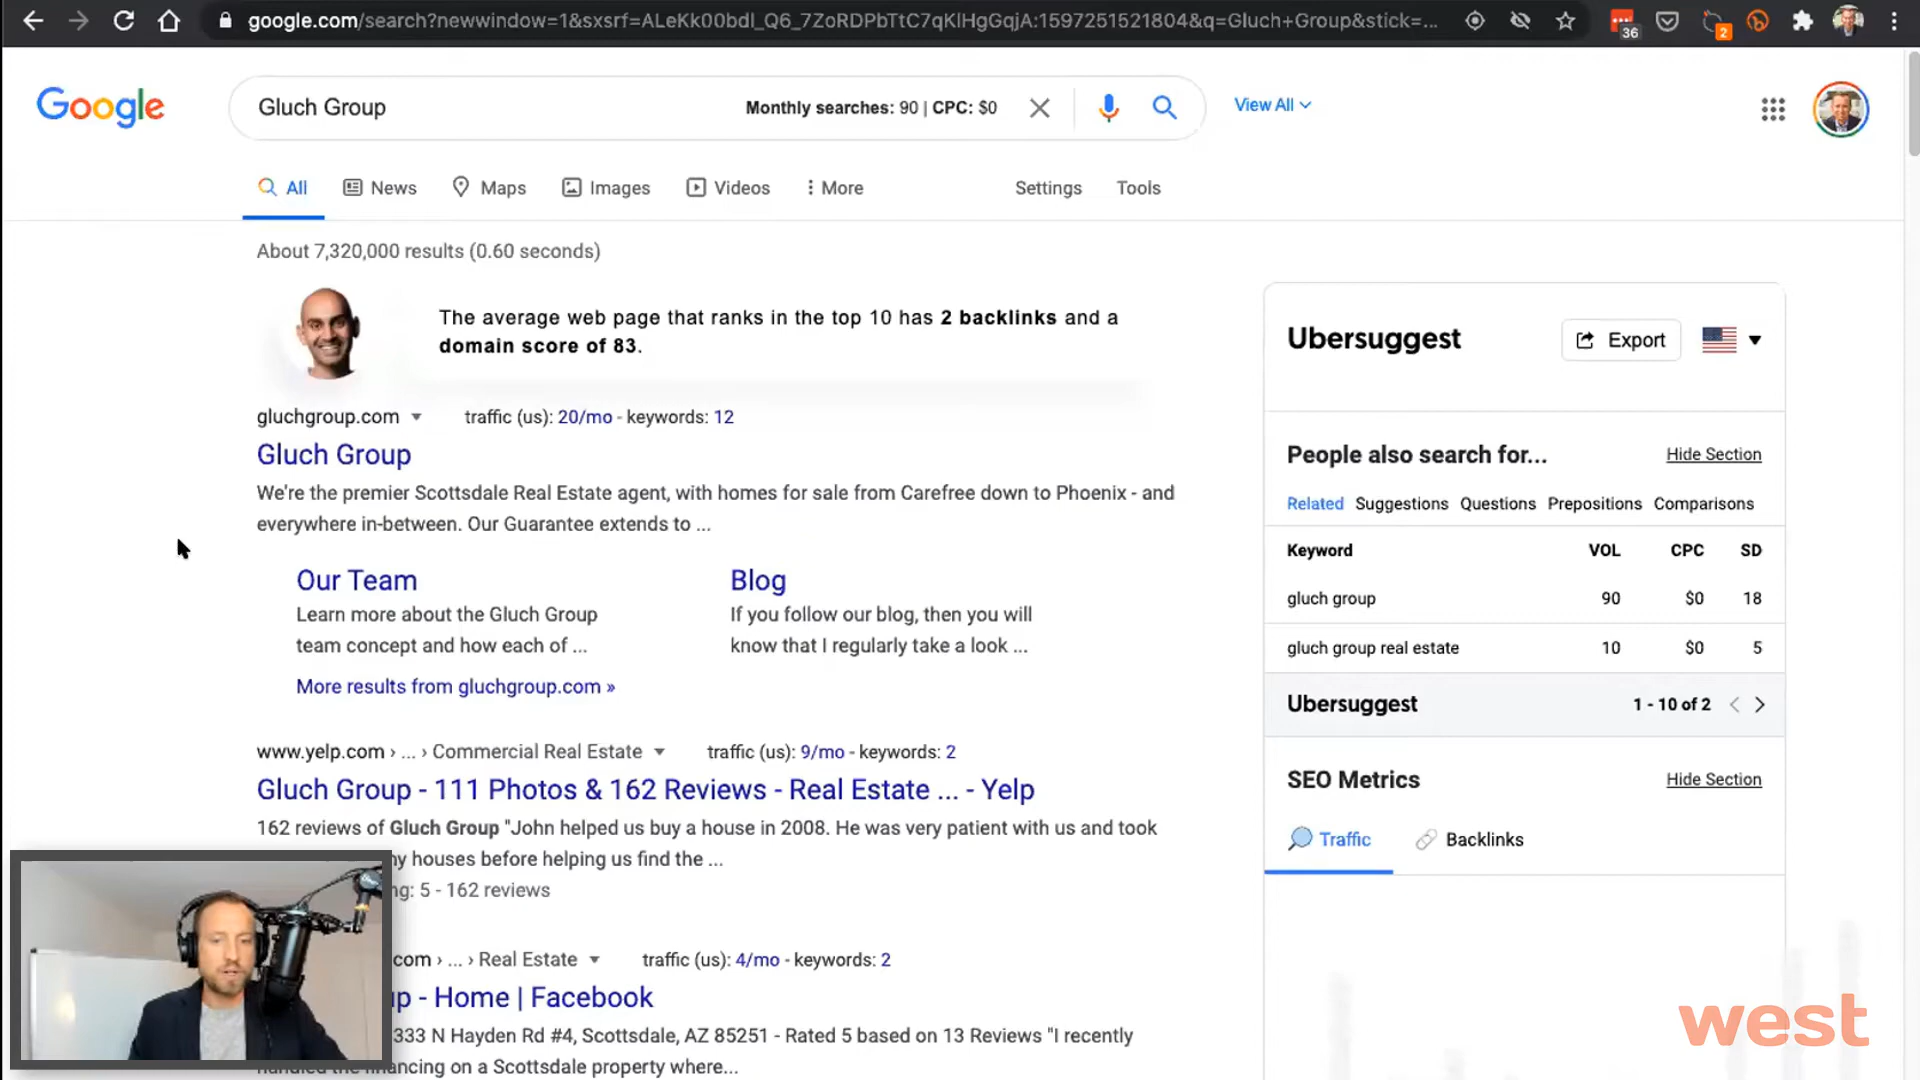 google.com/search?newwindow=1&sxsrf=ALeKk00bdI_Q6_7ZoRDPbTtC7qKlHgGqjA:1597251521804&q=Gluch+Group&stick=...
36
2
Google
Gluch Group
Monthly searches: 90 | CPC: $0
View All
All
News
Maps
Images
Videos
More
Settings
Tools
About 7,320,000 results (0.60 seconds)
The average web page that ranks in the top 10 has 2 backlinks and a
domain score of 83.
gluchgroup.com
traffic (us): 20/mo - keywords: 12
Gluch Group
We're the premier Scottsdale Real Estate agent, with homes for sale from Carefree down to Phoenix - and
everywhere in-between. Our Guarantee extends to ...
Our Team
Learn more about the Gluch Group
team concept and how each of ...
Blog
If you follow our blog, then you will
know that I regularly take a look ...
More results from gluchgroup.com »
www.yelp.com › ... › Commercial Real Estate
traffic (us): 9/mo - keywords: 2
Gluch Group - 111 Photos & 162 Reviews - Real Estate ... - Yelp
162 reviews of Gluch Group "John helped us buy a house in 2008. He was very patient with us and took
houses before helping us find the ...
: 5 - 162 reviews
com › ... › Real Estate
traffic (us): 4/mo - keywords: 2
- Home | Facebook
333 N Hayden Rd #4, Scottsdale, AZ 85251 - Rated 5 based on 13 Reviews "I recently
handled the financing on a Scottsdale property where...
Ubersuggest
Export
People also search for...
Hide Section
Related
Suggestions
Questions
Prepositions
Comparisons
Keyword VOL CPC SD
gluch group 90 $0 18
gluch group real estate 10 $0 5
Ubersuggest
1 - 10 of 2
SEO Metrics
Hide Section
Traffic
Backlinks
west